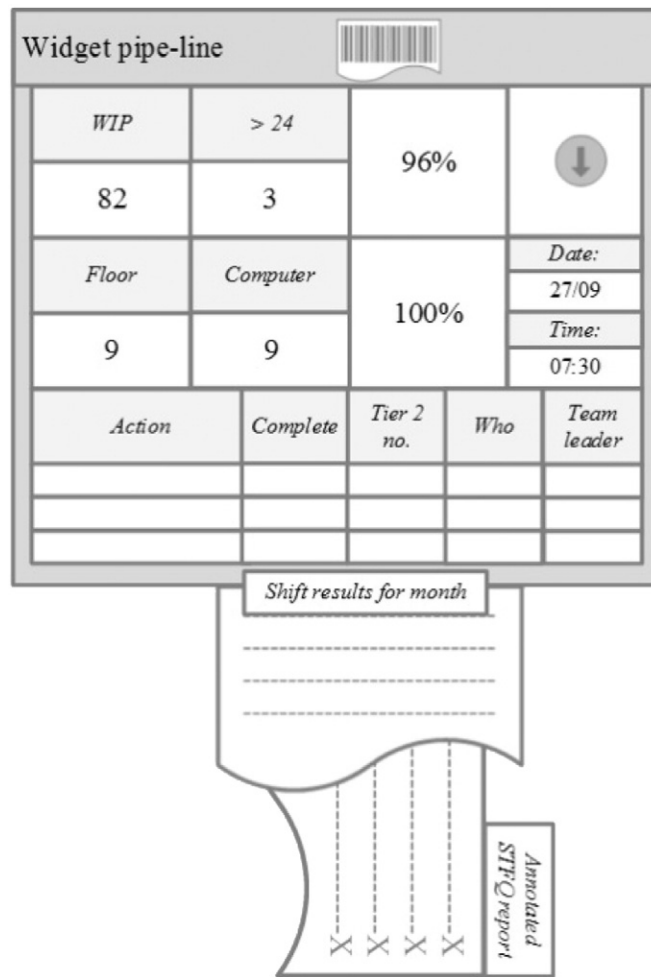 Widget pipe-line
WIP
> 24
96%
82
3
Floor
Computer
100%
Date:
27/09
Time:
07:30
9
9
Action
Complete
Tier 2
no.
Who
Team
leader
Shift results for month
X X X X
Annotated
STFQ report